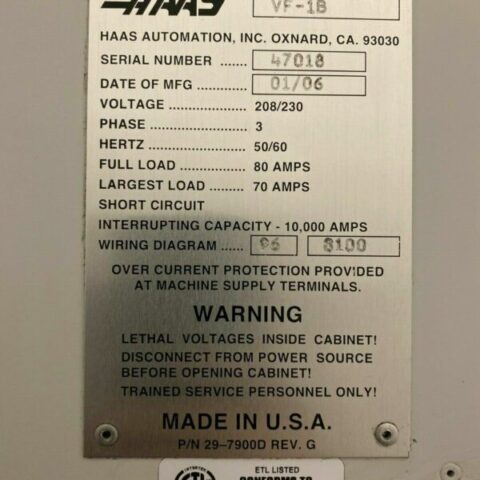 HAAS VF-1B
HAAS AUTOMATION, INC. OXNARD, CA. 93030
SERIAL NUMBER ...... 47018
DATE OF MFG ........... 01/06
VOLTAGE .................. 208/230
PHASE ...................... 3
HERTZ ...................... 50/60
FULL LOAD ............... 80 AMPS
LARGEST LOAD ......... 70 AMPS
SHORT CIRCUIT
INTERRUPTING CAPACITY - 10,000 AMPS
WIRING DIAGRAM ...... 96 8100
OVER CURRENT PROTECTION PROVIDED
AT MACHINE SUPPLY TERMINALS.
WARNING
LETHAL VOLTAGES INSIDE CABINET!
DISCONNECT FROM POWER SOURCE
BEFORE OPENING CABINET!
TRAINED SERVICE PERSONNEL ONLY!
MADE IN U.S.A.
P/N 29-7900D REV. G
ETL LISTED
CONFORMS TO